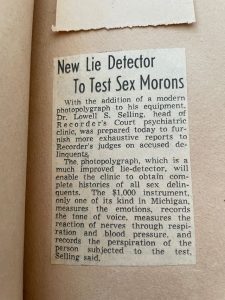 New Lie Detector
To Test Sex Morons
With the addition of a modern
photopolygraph to his equipment,
Dr. Lowell S. Selling, head of
Recorder's Court psychiatric
clinic, was prepared today to fur-
nish more exhaustive reports to
Recorder's judges on accused de-
linquents.
The photopolygraph, which is a
much improved lie-detector, will
enable the clinic to obtain com-
plete histories of all sex delin-
quents. The $1,000 instrument,
only one of its kind in Michigan,
measures the emotions, records
the tone of voice, measures the
reaction of nerves through respi-
ration and blood pressure, and
records the perspiration of the
person subjected to the test,
Selling said.